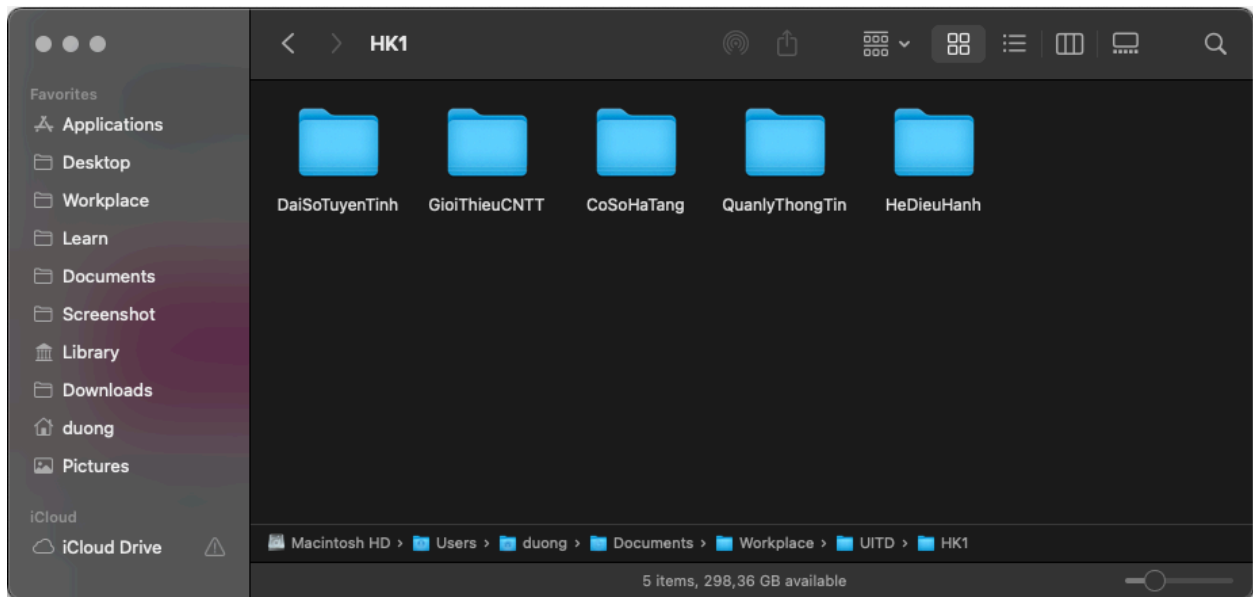 HK1
Favorites
Applications
Desktop
Workplace
Learn
Documents
Screenshot
Library
Downloads
duong
Pictures
iCloud
iCloud Drive
DaiSoTuyenTinh GioiThieuCNTT CoSoHaTang QuanlyThongTin HeDieuHanh
Macintosh HD › Users › duong › Documents › Workplace › UITD › HK1
5 items, 298,36 GB available